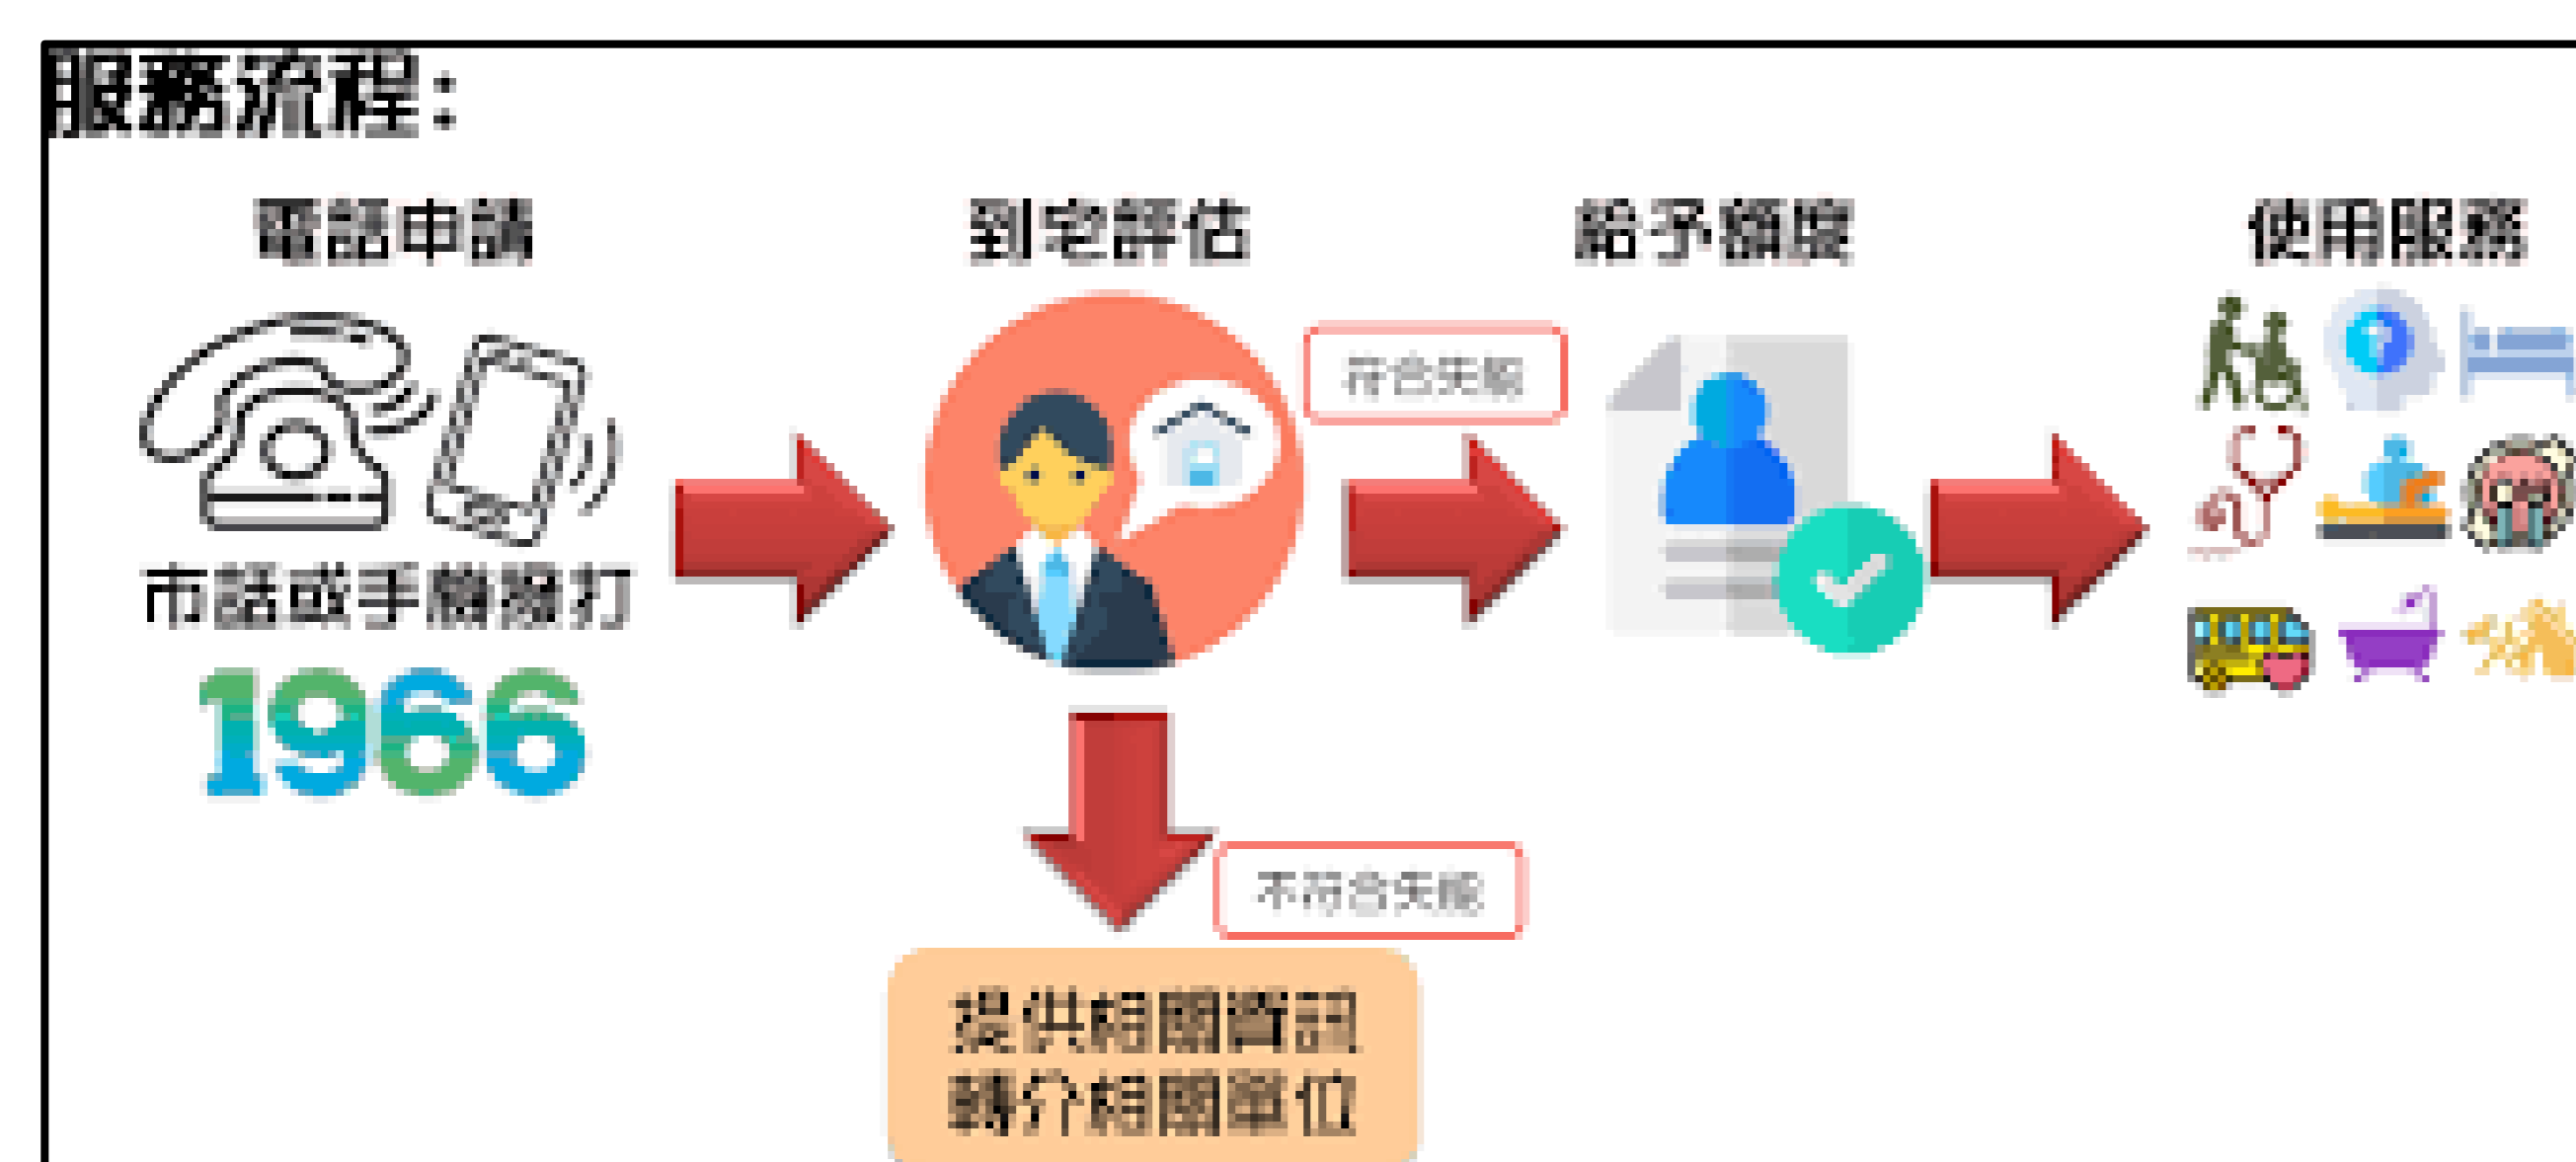 服務流程:
電話申請
到宅評估
給予額度
使用服務
符合失能
市話或手機撥打
1966
不符合失能
提供相關資訊
轉介相關單位